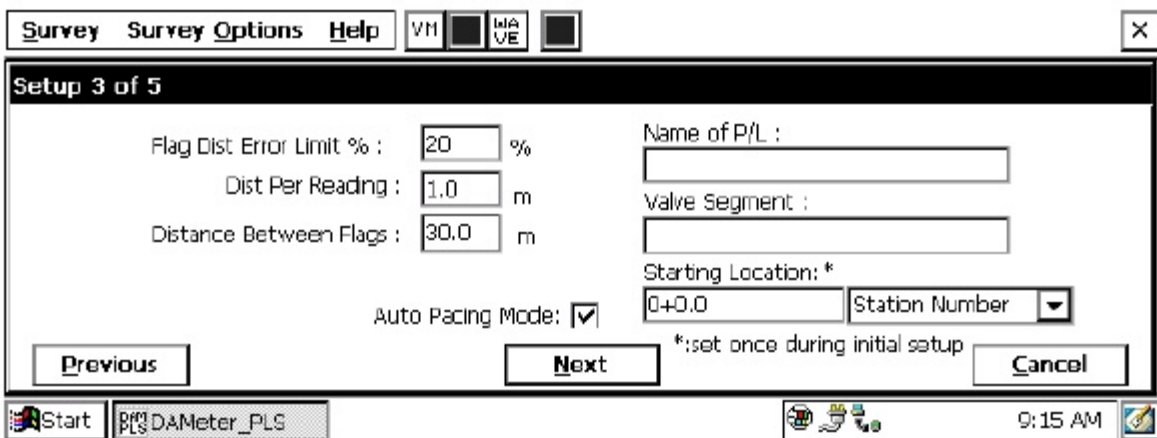 Survey Survey Options Help VM WAVE
Setup 3 of 5
Flag Dist Error Limit % : 20 %
Dist Per Reading : 1.0 m
Distance Between Flags : 30.0 m
Auto Pacing Mode:
Name of P/L :
Valve Segment :
Starting Location: *
0+0.0 Station Number
*:set once during initial setup
Previous Next Cancel
Start DAMeter_PLS 9:15 AM